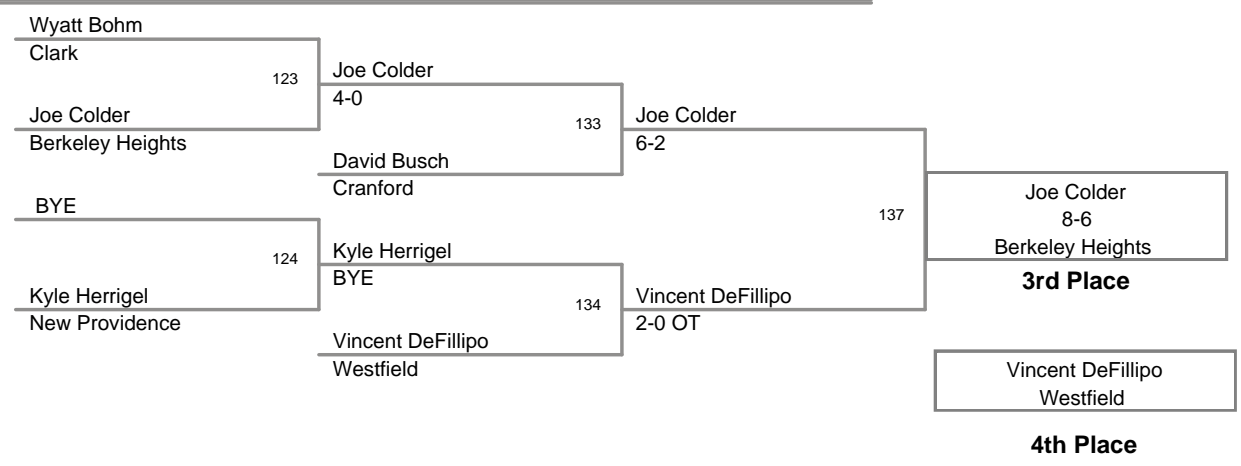 Wyatt Bohm
Clark
123
Joe Colder
4-0
Joe Colder
Berkeley Heights
133
Joe Colder
6-2
David Busch
Cranford
BYE
137
Joe Colder
8-6
Berkeley Heights
3rd Place
124
Kyle Herrigel
BYE
Kyle Herrigel
New Providence
134
Vincent DeFillipo
2-0 OT
Vincent DeFillipo
Westfield
Vincent DeFillipo
Westfield
4th Place